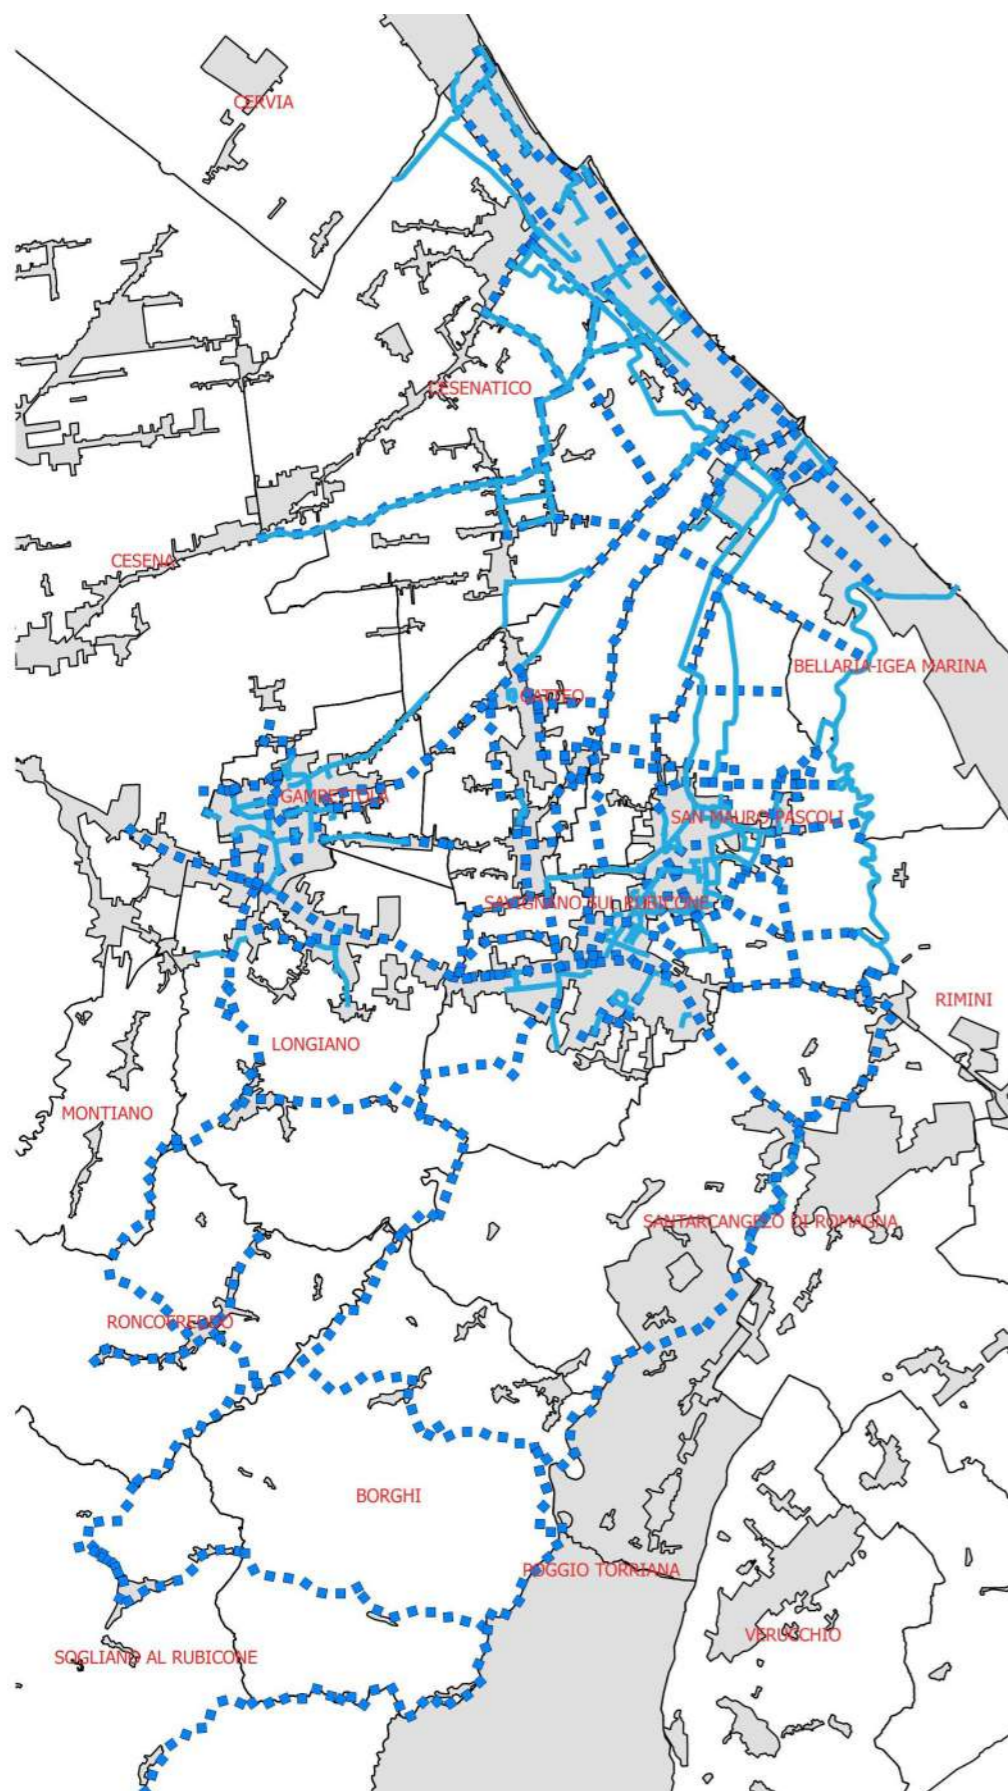 CERVIA
CESENATICO
CESENA
BELLARIA-IGEA MARINA
GATTEO
GAMBETTOLA
SAN MAURO PASCOLI
SAVIGNANO SUL RUBICONE
RIMINI
LONGIANO
MONTIANO
SANTARCANGELO DI ROMAGNA
RONCOFREDDO
BORGHI
POGGIO TORRIANA
VERUCCHIO
SOGLIANO AL RUBICONE